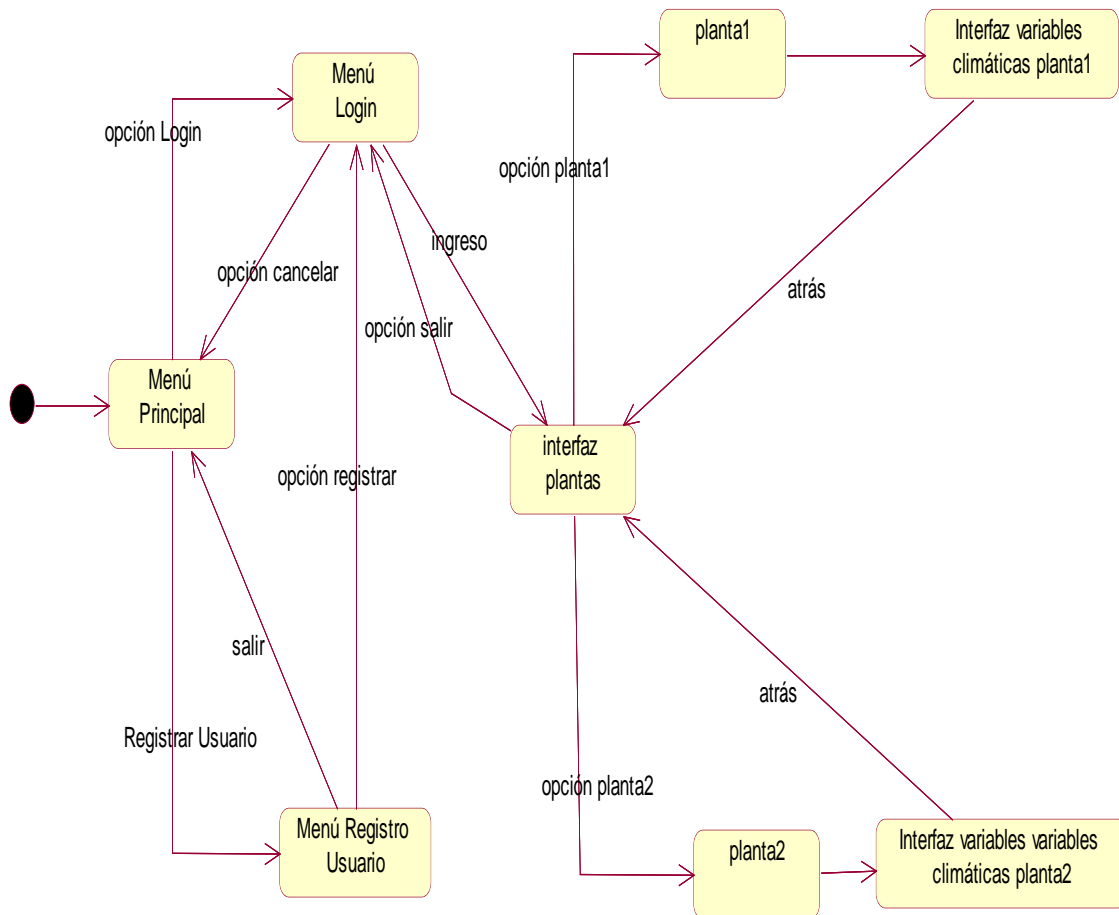 planta1
Interfaz variables
climáticas planta1
Menú
Login
opción Login
opción planta1
ingreso
opción cancelar
atrás
opción salir
Menú
Principal
interfaz
plantas
opción registrar
salir
atrás
Registrar Usuario
opción planta2
Menú Registro
Usuario
planta2
Interfaz variables variables
climáticas planta2